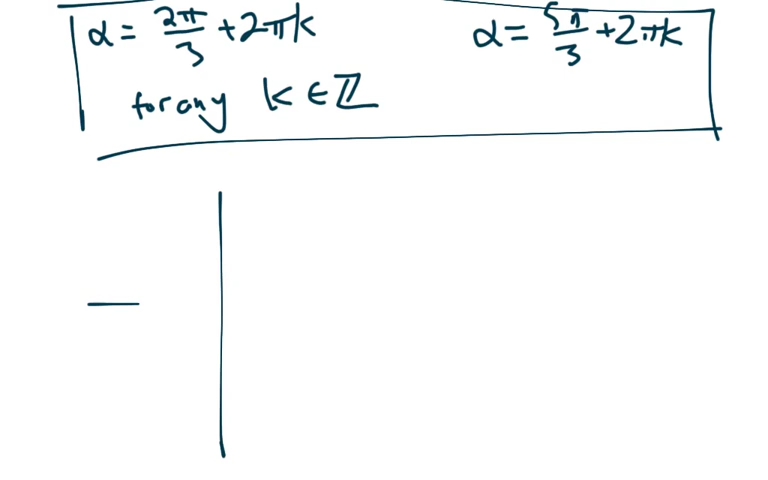 α = 2π/3 + 2πk α = 5π/3 + 2πk
for any k ∈ ℤ